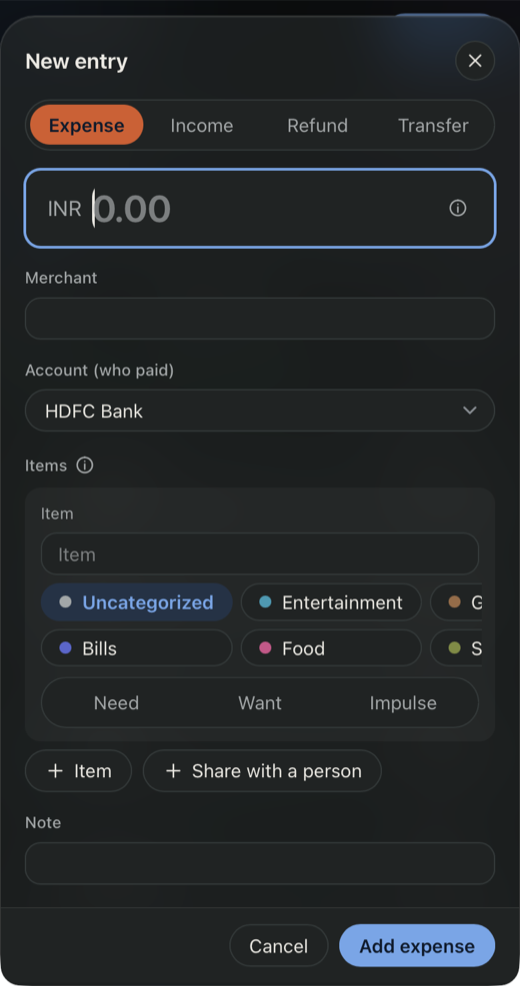 New entry
Expense Income Refund Transfer
INR 0.00
Merchant
Account (who paid)
HDFC Bank
Items
Item
Item
Uncategorized Entertainment G
Bills Food S
Need Want Impulse
+ Item + Share with a person
Note
Cancel Add expense